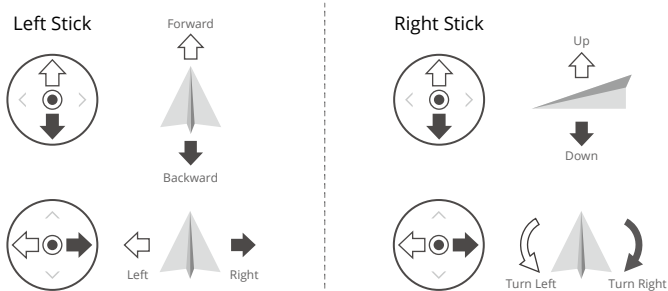 Left Stick
Forward
Backward
Left
Right
Right Stick
Up
Down
Turn Left
Turn Right